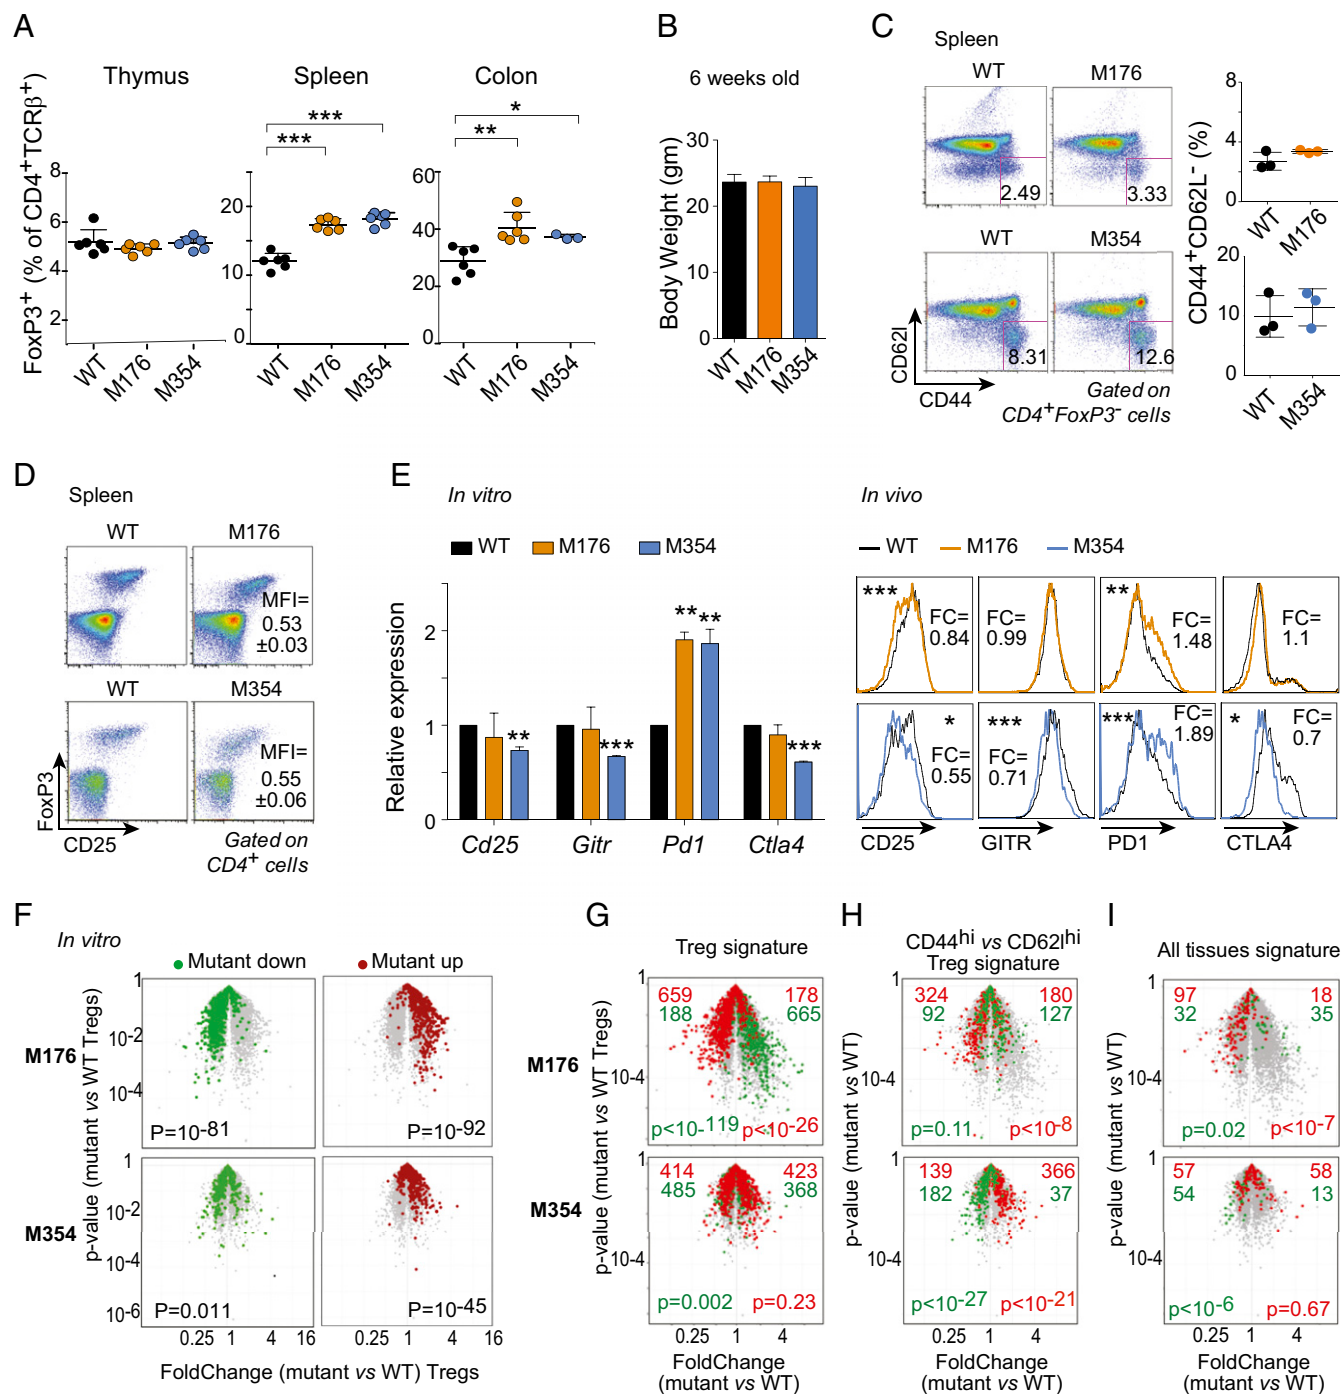 A
Thymus
Spleen
Colon
FoxP3+ (% of CD4+TCRβ+)
8
6
4
2
20
10
0
60
40
20
0
***
***
*
**
WT
M176
M354
WT
M176
M354
WT
M176
M354
B
6 weeks old
Body Weight (gm)
30
20
10
0
WT
M176
M354
C
Spleen
WT
M176
2.49
3.33
WT
M354
8.31
12.6
CD62l
CD44
Gated on
CD4+FoxP3- cells
CD44+CD62L- (%)
8
4
0
WT
M176
20
10
0
WT
M354
D
Spleen
WT
M176
MFI=
0.53
±0.03
WT
M354
MFI=
0.55
±0.06
FoxP3
CD25
Gated on
CD4+ cells
E
In vitro
WT
M176
M354
Relative expression
2
1
0
**
***
**
**
***
Cd25
Gitr
Pd1
Ctla4
In vivo
WT
M176
M354
***
FC=
0.84
FC=
0.99
**
FC=
1.48
FC=
1.1
*
FC=
0.55
***
FC=
0.71
***
FC=
1.89
*
FC=
0.7
CD25
GITR
PD1
CTLA4
F
In vitro
Mutant down
Mutant up
M176
M354
p-value (mutant vs WT Tregs)
1
10-2
10-4
P=10-81
P=10-92
1
10-2
10-4
10-6
P=0.011
P=10-45
0.25 1 4 16
0.25 1 4 16
FoldChange (mutant vs WT) Tregs
G
Treg signature
M176
M354
p-value (mutant vs WT Tregs)
1
10-4
659
188
178
665
p<10-119
p<10-26
1
10-4
414
485
423
368
p=0.002
p=0.23
0.25 1 4
FoldChange
(mutant vs WT)
H
CD44hi vs CD62lhi
Treg signature
p-value (mutant vs WT)
1
10-4
324
92
180
127
p=0.11
p<10-8
1
10-4
139
182
366
37
p<10-27
p<10-21
0.25 1 4
FoldChange
(mutant vs WT)
I
All tissues signature
p-value (mutant vs WT)
1
10-4
97
32
18
35
p=0.02
p<10-7
1
10-4
57
54
58
13
p<10-6
p=0.67
0.25 1 4
FoldChange
(mutant vs WT)